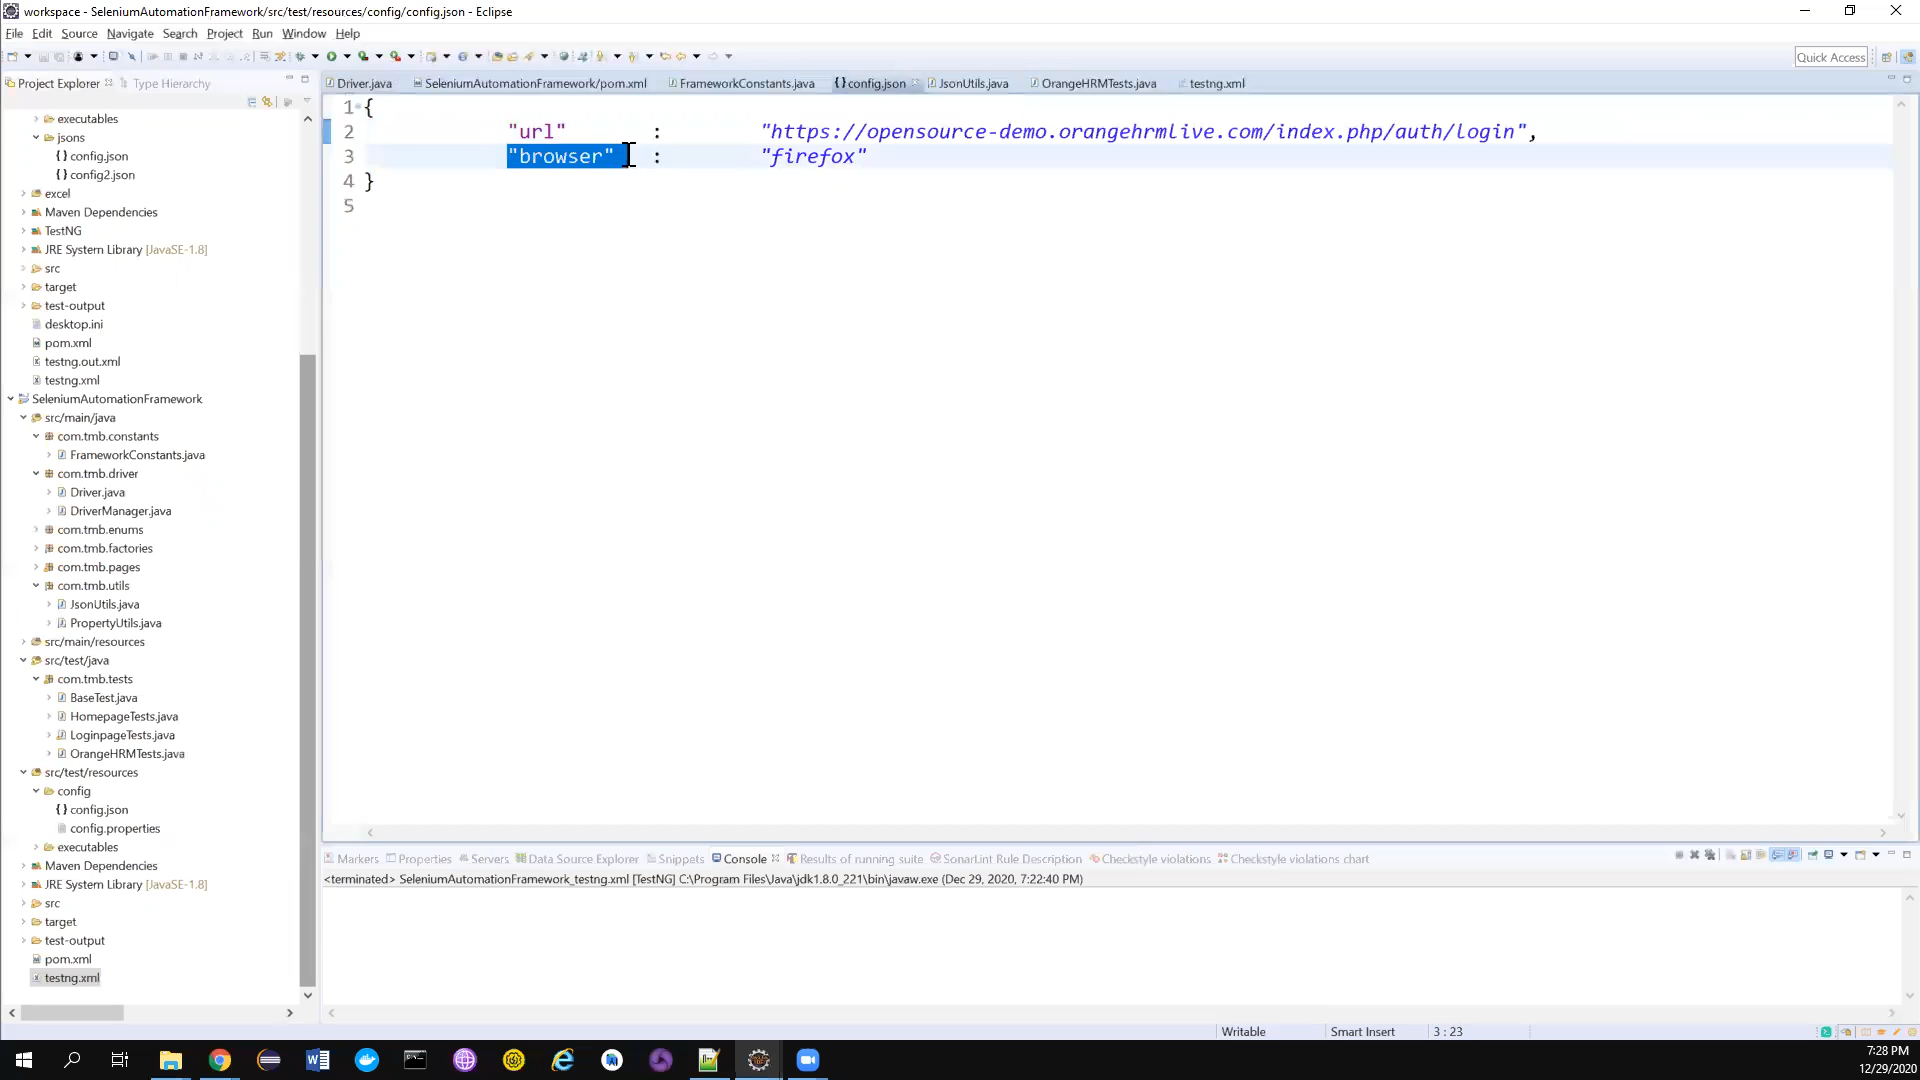 workspace - SeleniumAutomationFramework/src/test/resources/config/config.json - Eclipse
File Edit Source Navigate Search Project Run Window Help
Quick Access
Project Explorer Type Hierarchy
Driver.java SeleniumAutomationFramework/pom.xml FrameworkConstants.java config.json JsonUtils.java OrangeHRMTests.java testng.xml
executables
jsons
config.json
config2.json
excel
Maven Dependencies
TestNG
JRE System Library [JavaSE-1.8]
src
target
test-output
desktop.ini
pom.xml
testng.out.xml
testng.xml
SeleniumAutomationFramework
src/main/java
com.tmb.constants
FrameworkConstants.java
com.tmb.driver
Driver.java
DriverManager.java
com.tmb.enums
com.tmb.factories
com.tmb.pages
com.tmb.utils
JsonUtils.java
PropertyUtils.java
src/main/resources
src/test/java
com.tmb.tests
BaseTest.java
HomepageTests.java
LoginpageTests.java
OrangeHRMTests.java
src/test/resources
config
config.json
config.properties
executables
Maven Dependencies
JRE System Library [JavaSE-1.8]
src
target
test-output
pom.xml
testng.xml
1 {
2 "url" : "https://opensource-demo.orangehrmlive.com/index.php/auth/login",
3 "browser" : "firefox"
4 }
5
Markers Properties Servers Data Source Explorer Snippets Console Results of running suite SonarLint Rule Description Checkstyle violations Checkstyle violations chart
<terminated> SeleniumAutomationFramework_testng.xml [TestNG] C:\Program Files\Java\jdk1.8.0_221\bin\javaw.exe (Dec 29, 2020, 7:22:40 PM)
Writable Smart Insert 3 : 23
7:28 PM
12/29/2020